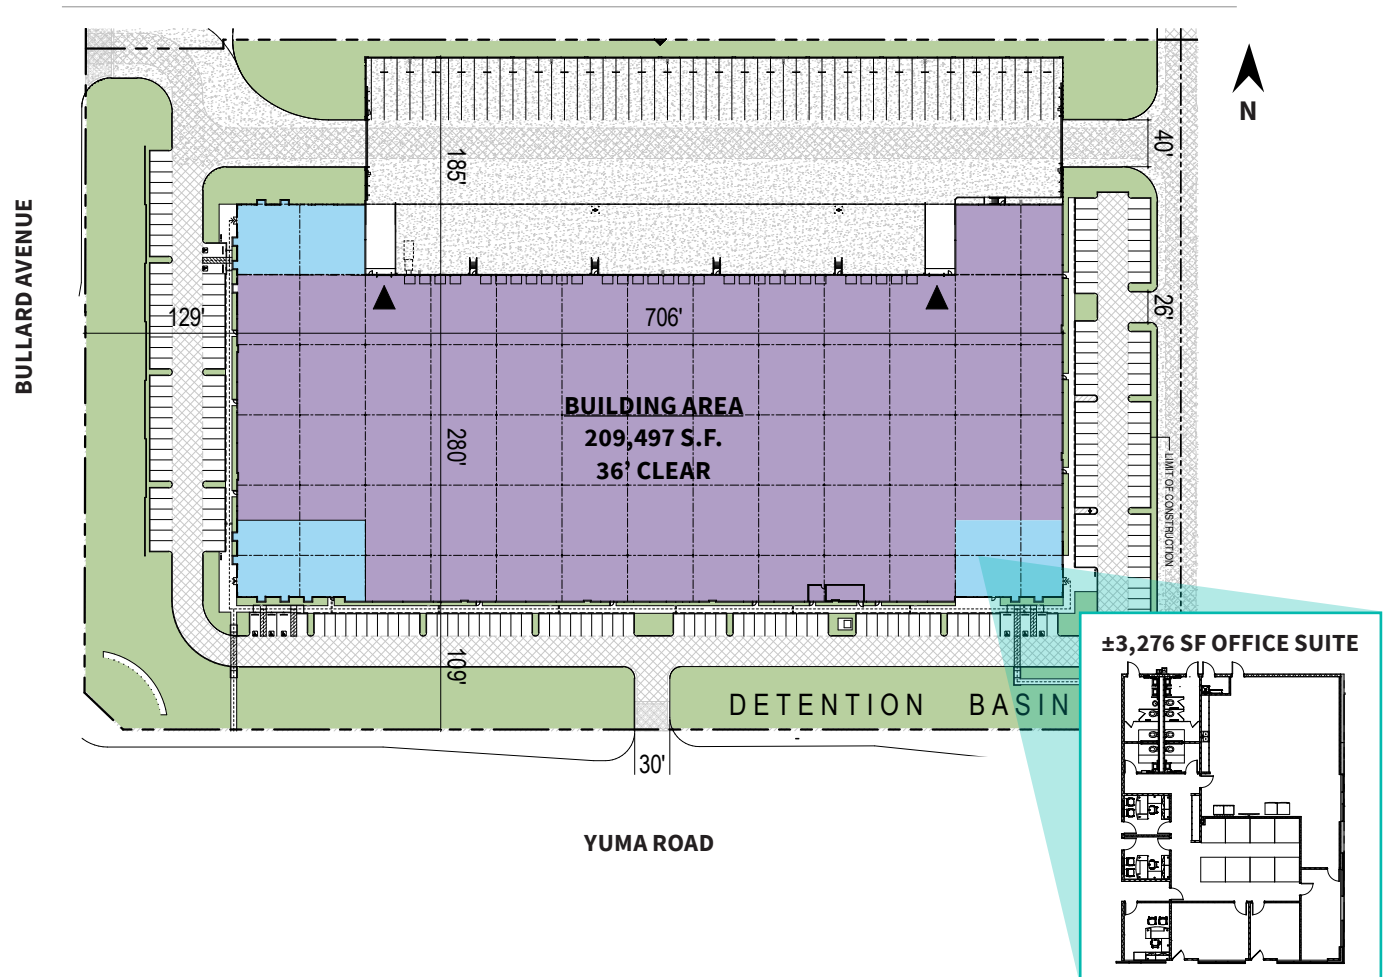 N
40'
185'
BULLARD AVENUE
26'
129'
706'
BUILDING AREA
209,497 S.F.
36' CLEAR
280'
LIMIT OF CONSTRUCTION
±3,276 SF OFFICE SUITE
109'
DETENTION BASIN
30'
YUMA ROAD